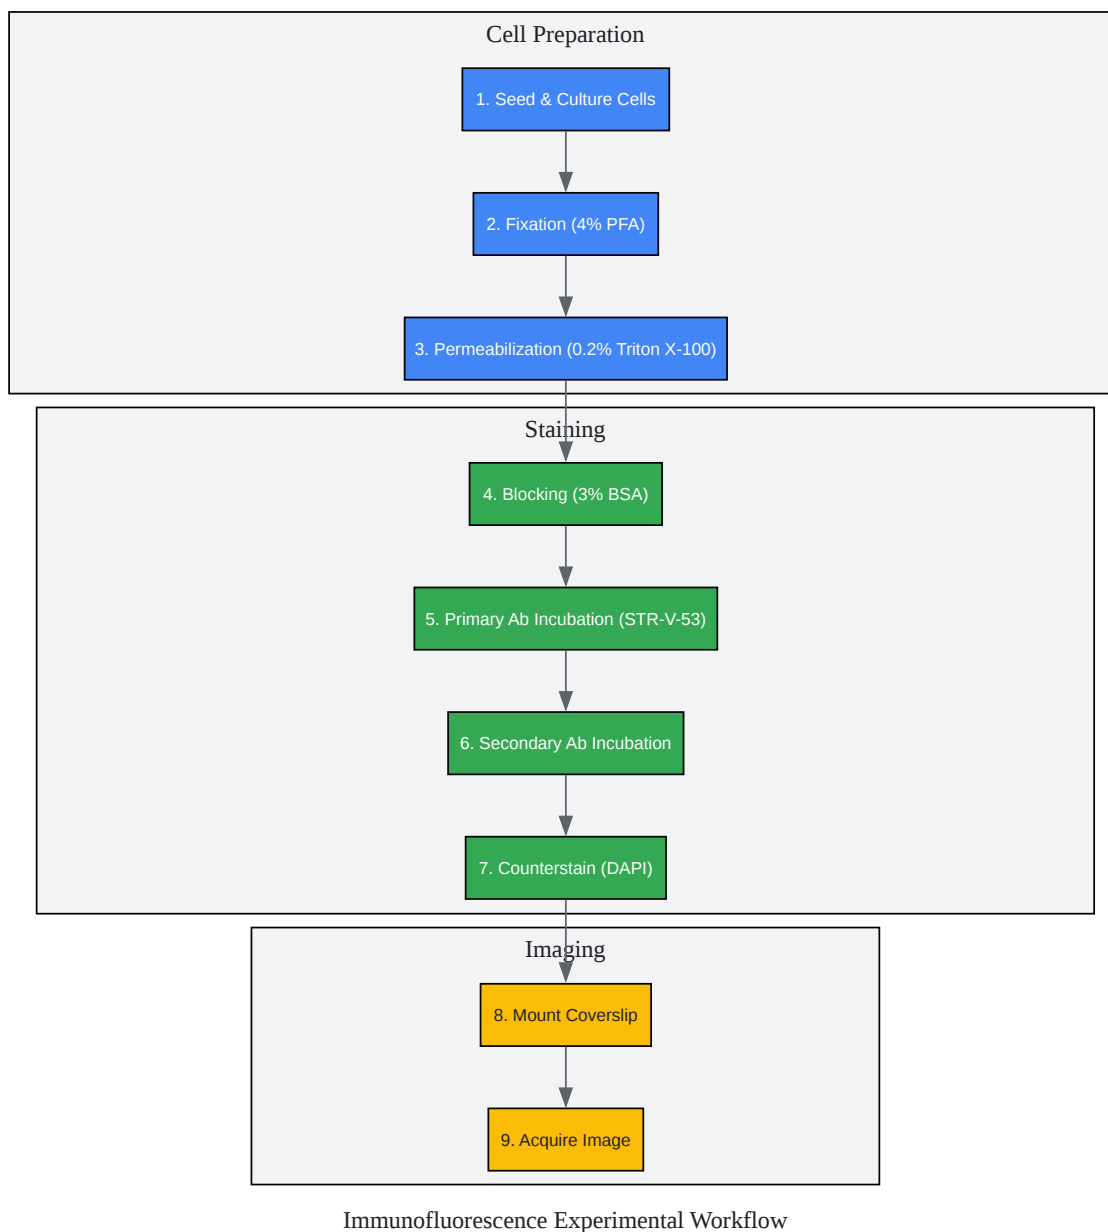 Cell Preparation
1. Seed & Culture Cells
2. Fixation (4% PFA)
3. Permeabilization (0.2% Triton X-100)
Staining
4. Blocking (3% BSA)
5. Primary Ab Incubation (STR-V-53)
6. Secondary Ab Incubation
7. Counterstain (DAPI)
Imaging
8. Mount Coverslip
9. Acquire Image
Immunofluorescence Experimental Workflow